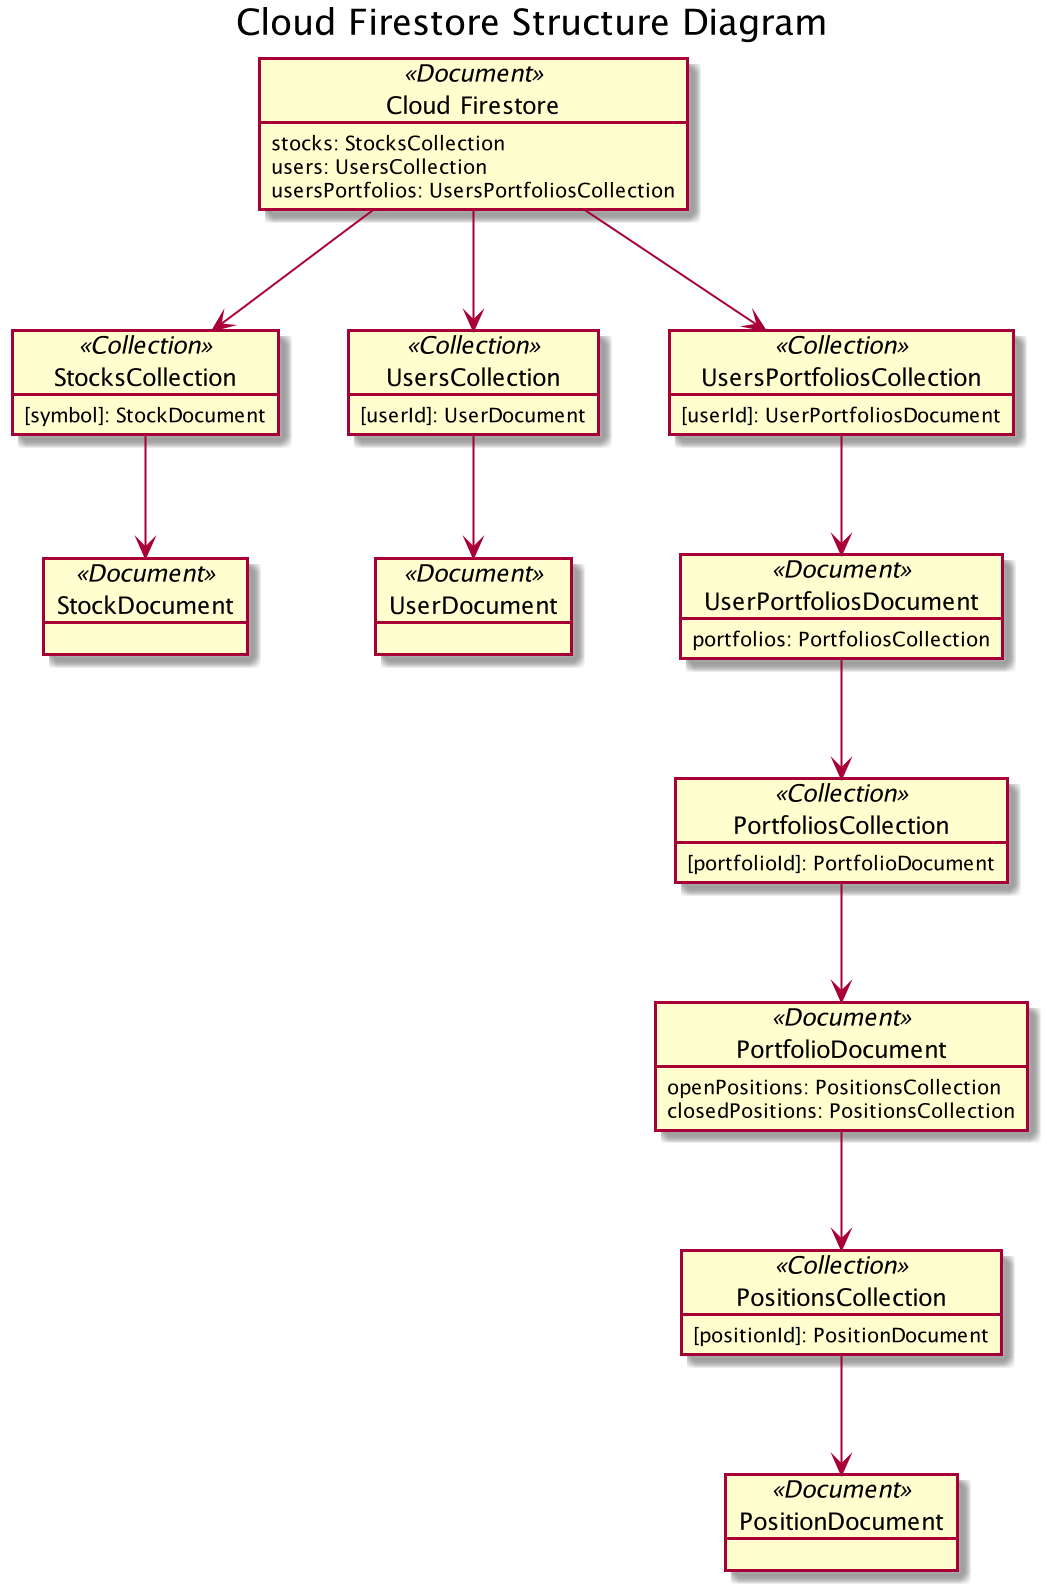 Cloud Firestore Structure Diagram
«Document»
Cloud Firestore
stocks: StocksCollection
users: UsersCollection
usersPortfolios: UsersPortfoliosCollection
«Collection»
StocksCollection
[symbol]: StockDocument
«Collection»
UsersCollection
[userId]: UserDocument
«Collection»
UsersPortfoliosCollection
[userId]: UserPortfoliosDocument
«Document»
StockDocument
«Document»
UserDocument
«Document»
UserPortfoliosDocument
portfolios: PortfoliosCollection
«Collection»
PortfoliosCollection
[portfolioId]: PortfolioDocument
«Document»
PortfolioDocument
openPositions: PositionsCollection
closedPositions: PositionsCollection
«Collection»
PositionsCollection
[positionId]: PositionDocument
«Document»
PositionDocument